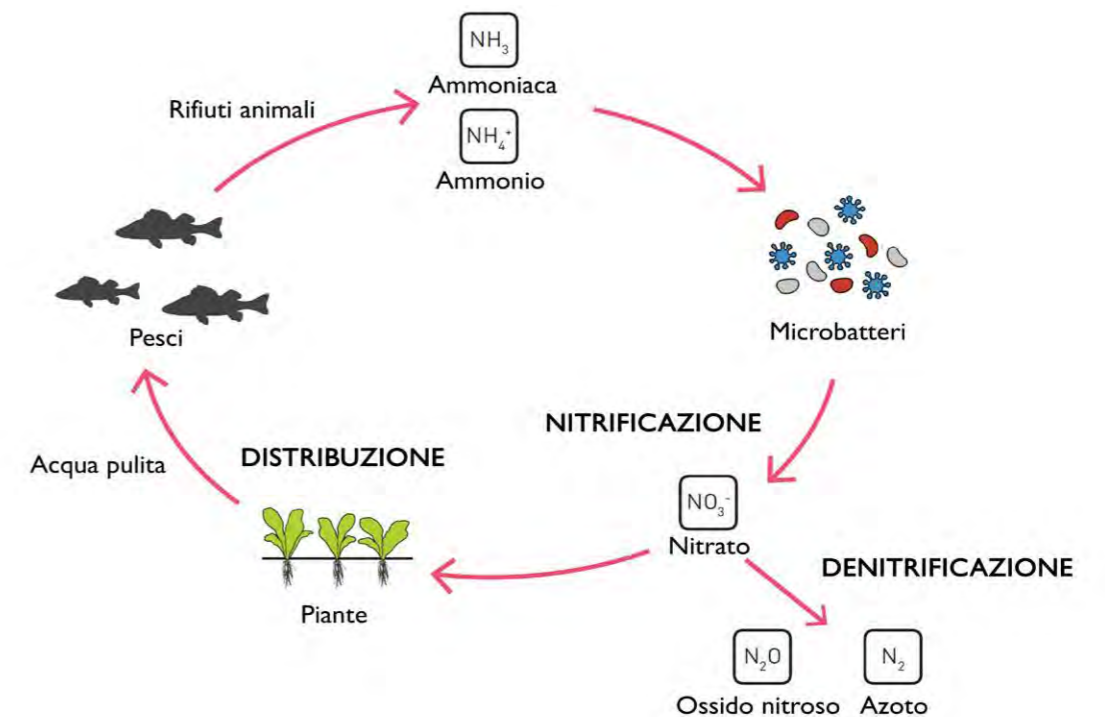 NH₃
Ammoniaca
Rifiuti animali
NH₄⁺
Ammonio
Pesci
Microbatteri
NITRIFICAZIONE
Acqua pulita
DISTRIBUZIONE
NO₃⁻
Nitrato
DENITRIFICAZIONE
Piante
N₂O
N₂
Ossido nitroso
Azoto